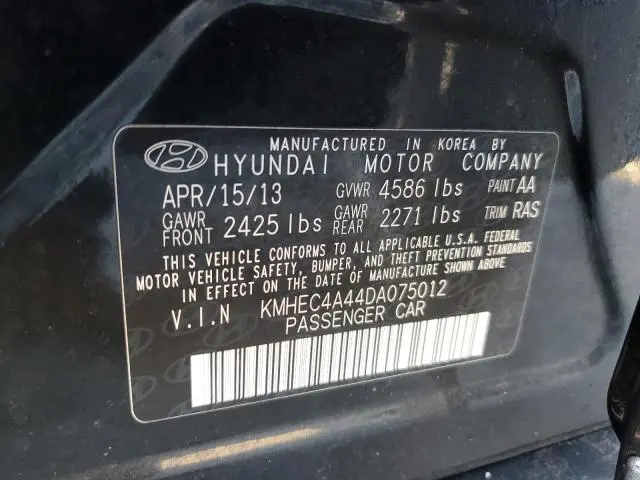 MANUFACTURED IN KOREA BY
HYUNDAI MOTOR COMPANY
APR/15/13 GVWR 4586 lbs PAINT AA
GAWR FRONT 2425 lbs GAWR REAR 2271 lbs TRIM RAS
THIS VEHICLE CONFORMS TO ALL APPLICABLE U.S.A. FEDERAL
MOTOR VEHICLE SAFETY, BUMPER, AND THEFT PREVENTION STANDARDS
IN EFFECT ON THE DATE OF MANUFACTURE SHOWN ABOVE
V.I.N KMHEC4A44DA075012
PASSENGER CAR